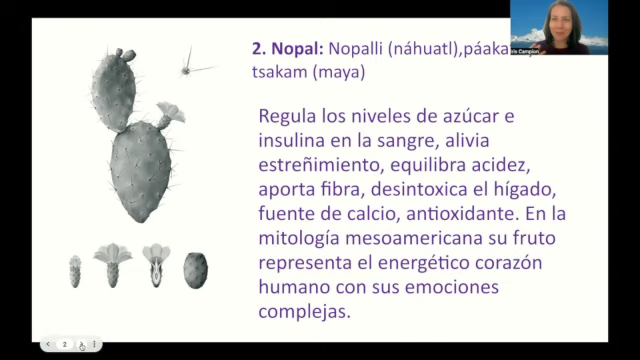 2. Nopal: Nopalli (náhuatl),páaka
tsakam (maya)
Regula los niveles de azúcar e
insulina en la sangre, alivia
estreñimiento, equilibra acidez,
aporta fibra, desintoxica el hígado,
fuente de calcio, antioxidante. En la
mitología mesoamericana su fruto
representa el energético corazón
humano con sus emociones
complejas.
Campion
2